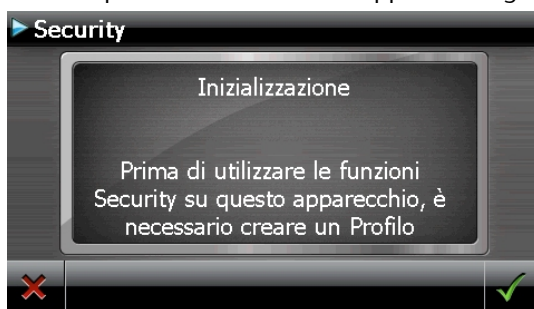 Security
Inizializzazione
Prima di utilizzare le funzioni
Security su questo apparecchio, è
necessario creare un Profilo